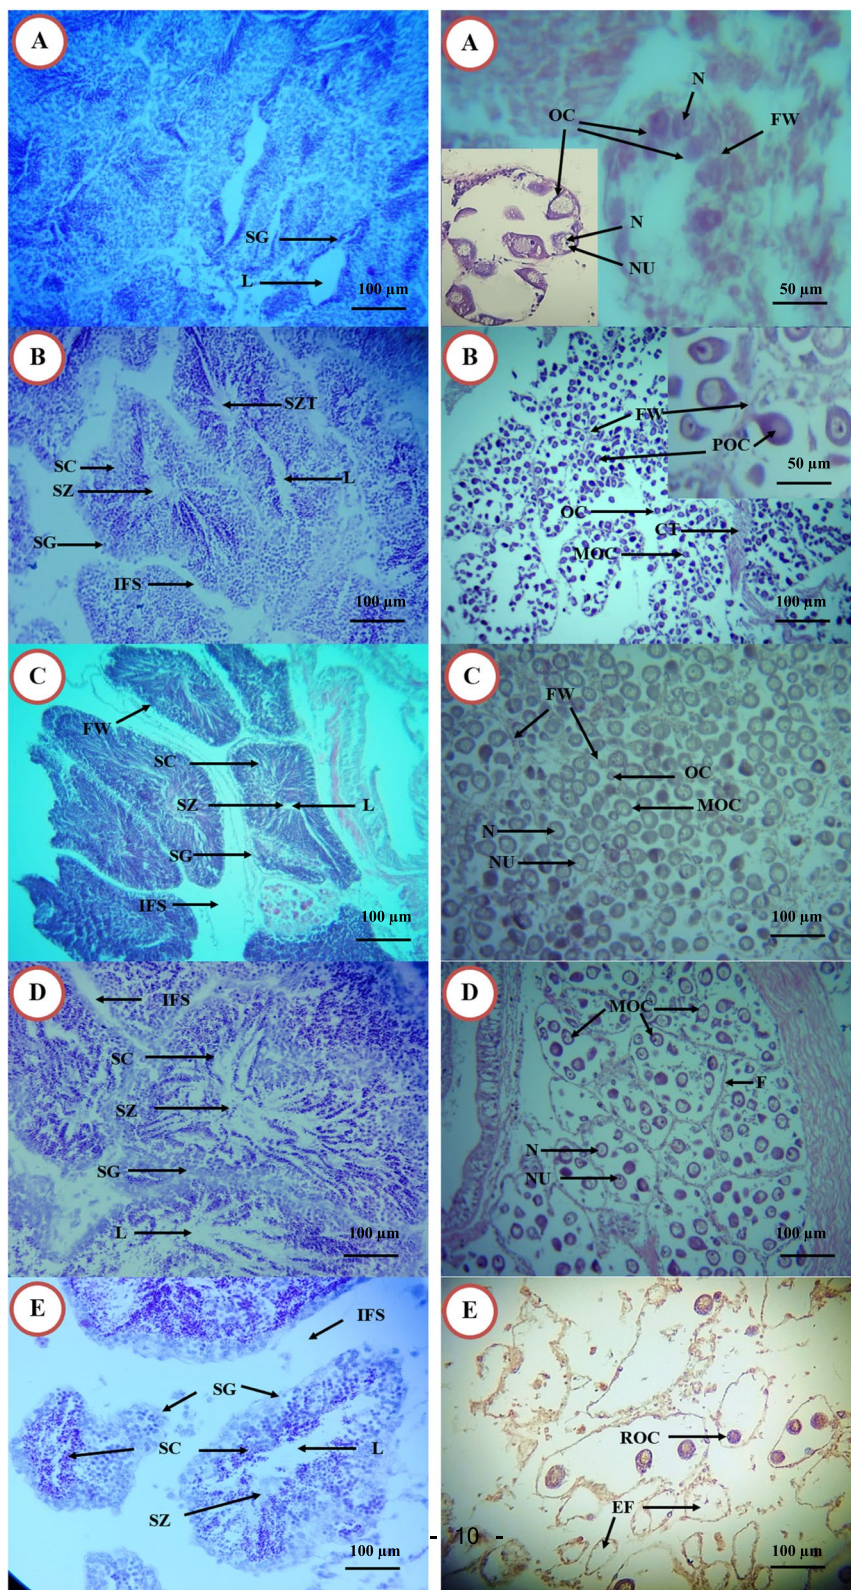 A
SG
L
100 µm
B
SZT
SC
L
SZ
SG
IFS
100 µm
C
FW
SC
SZ
L
SG
IFS
100 µm
D
IFS
SC
SZ
SG
L
100 µm
E
IFS
SG
SC
L
SZ
100 µm
A
N
OC
FW
N
NU
50 µm
B
FW
POC
50 µm
OC
CT
MOC
100 µm
C
FW
OC
MOC
N
NU
100 µm
D
MOC
F
N
NU
100 µm
E
ROC
EF
100 µm
- 10 -